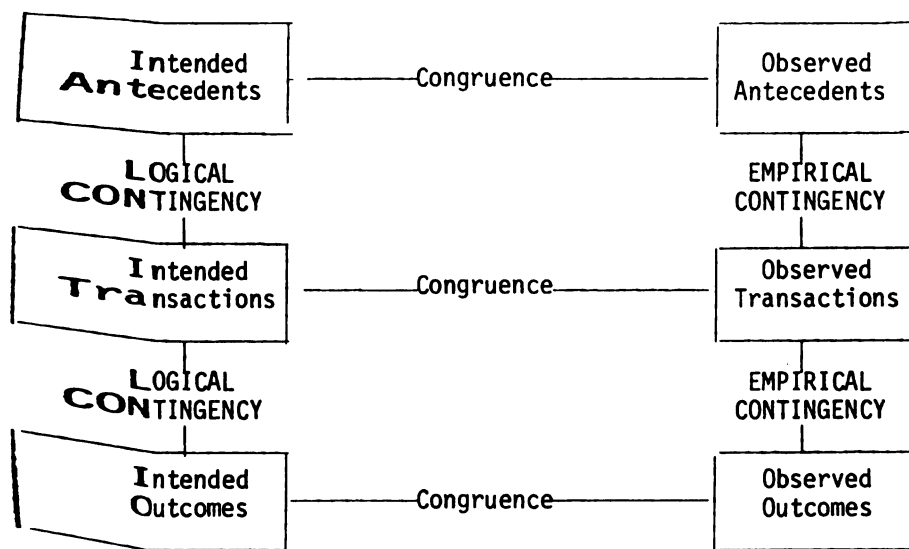 Intended
Antecedents
Congruence
Observed
Antecedents
LOGICAL
CONTINGENCY
EMPIRICAL
CONTINGENCY
Intended
Transactions
Congruence
Observed
Transactions
LOGICAL
CONTINGENCY
EMPIRICAL
CONTINGENCY
Intended
Outcomes
Congruence
Observed
Outcomes